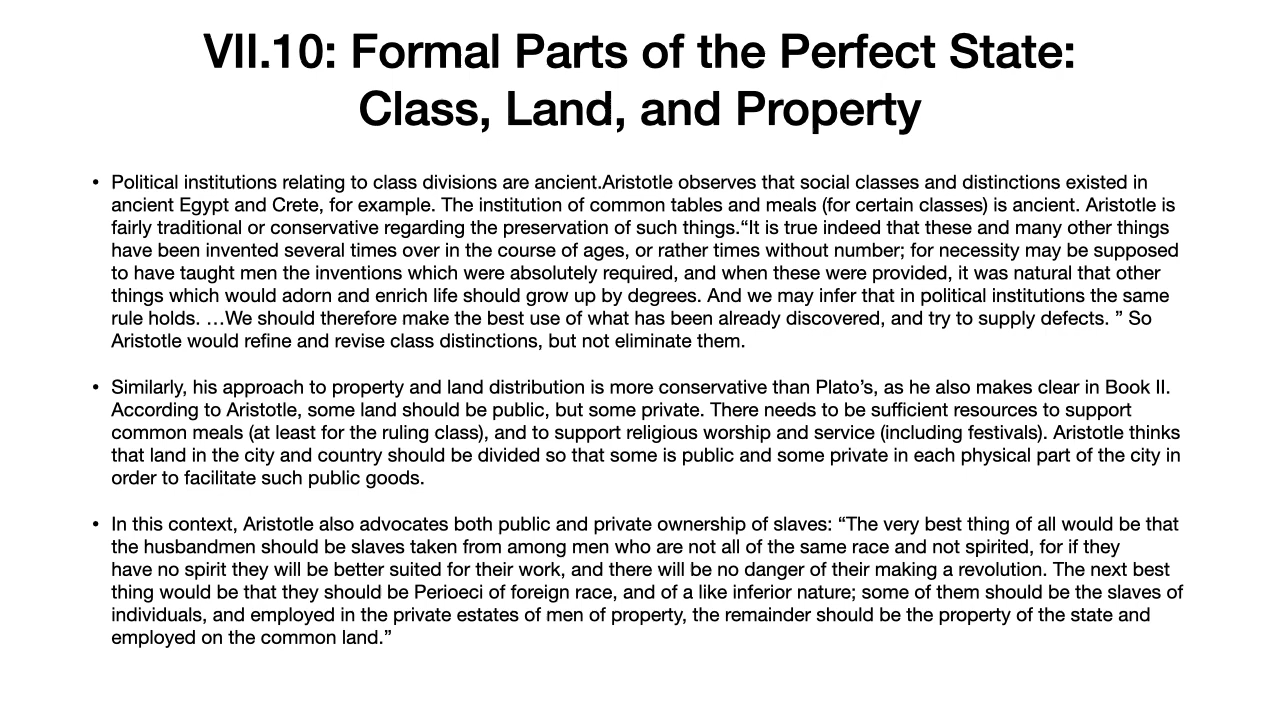 VII.10: Formal Parts of the Perfect State:
Class, Land, and Property
• Political institutions relating to class divisions are ancient.Aristotle observes that social classes and distinctions existed in
ancient Egypt and Crete, for example. The institution of common tables and meals (for certain classes) is ancient. Aristotle is
fairly traditional or conservative regarding the preservation of such things.“It is true indeed that these and many other things
have been invented several times over in the course of ages, or rather times without number; for necessity may be supposed
to have taught men the inventions which were absolutely required, and when these were provided, it was natural that other
things which would adorn and enrich life should grow up by degrees. And we may infer that in political institutions the same
rule holds. …We should therefore make the best use of what has been already discovered, and try to supply defects. ” So
Aristotle would refine and revise class distinctions, but not eliminate them.
• Similarly, his approach to property and land distribution is more conservative than Plato’s, as he also makes clear in Book II.
According to Aristotle, some land should be public, but some private. There needs to be sufficient resources to support
common meals (at least for the ruling class), and to support religious worship and service (including festivals). Aristotle thinks
that land in the city and country should be divided so that some is public and some private in each physical part of the city in
order to facilitate such public goods.
• In this context, Aristotle also advocates both public and private ownership of slaves: “The very best thing of all would be that
the husbandmen should be slaves taken from among men who are not all of the same race and not spirited, for if they
have no spirit they will be better suited for their work, and there will be no danger of their making a revolution. The next best
thing would be that they should be Perioeci of foreign race, and of a like inferior nature; some of them should be the slaves of
individuals, and employed in the private estates of men of property, the remainder should be the property of the state and
employed on the common land.”